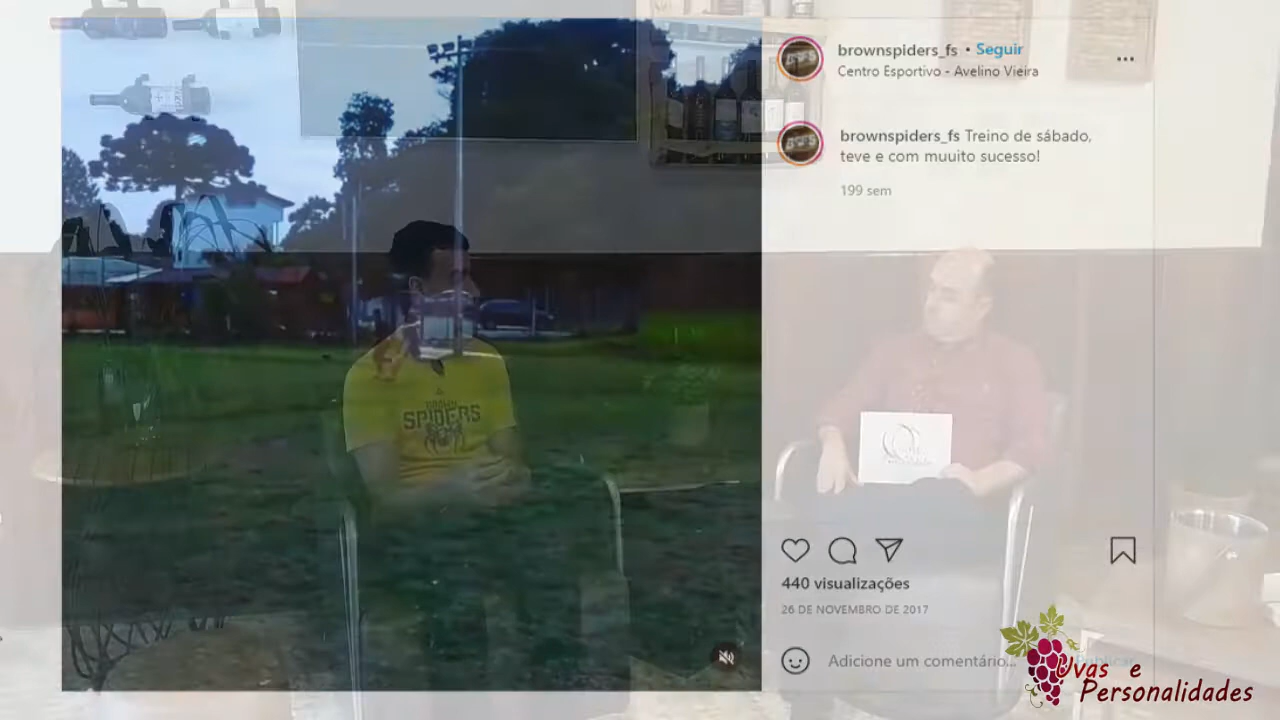 brownspiders_fs • Seguir
Centro Esportivo - Avelino Vieira
brownspiders_fs Treino de sábado,
teve e com muuito sucesso!
199 sem
BROWN
SPIDERS
440 visualizações
26 DE NOVEMBRO DE 2017
Adicione um comentário...
Publicar
Uvas e
Personalidades